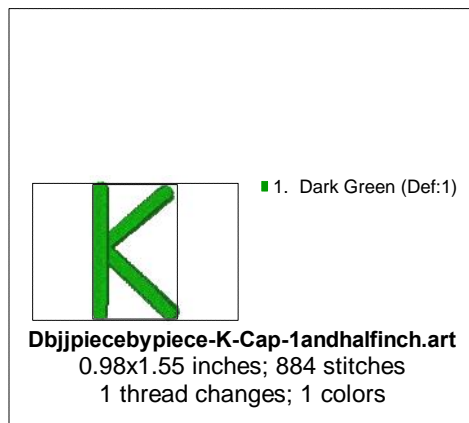 K
1. Dark Green (Def:1)
Dbjjpiecebypiece-K-Cap-1andhalfinch.art
0.98x1.55 inches; 884 stitches
1 thread changes; 1 colors